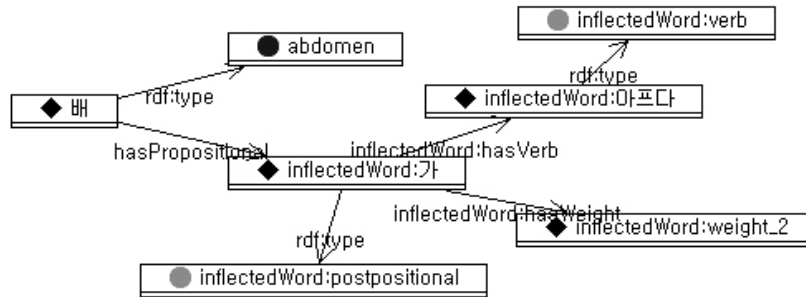 inflectedWord:verb
abdomen
rdf:type
inflectedWord:아프다
배
rdf:type
hasPropositional
inflectedWord:hasVerb
inflectedWord:가
inflectedWord:hasWeight
inflectedWord:weight_2
rdf:type
inflectedWord:postpositional